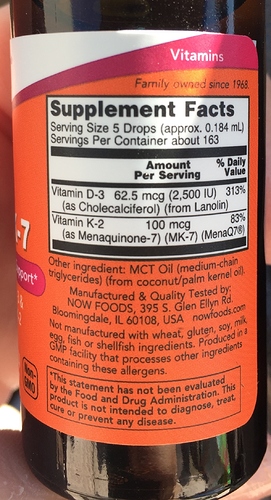 Vitamins
Family owned since 1968.
Supplement Facts
Serving Size 5 Drops (approx. 0.184 mL)
Servings Per Container about 163
Amount Per Serving % Daily Value
Vitamin D-3 62.5 mcg (2,500 IU) 313%
(as Cholecalciferol) (from Lanolin)
Vitamin K-2 100 mcg 83%
(as Menaquinone-7) (MK-7) (MenaQ7®)
-7
port*
Other ingredient: MCT Oil (medium-chain
triglycerides) (from coconut/palm kernel oil).
Manufactured & Quality Tested by:
NOW FOODS, 395 S. Glen Ellyn Rd.
Bloomingdale, IL 60108, USA nowfoods.com
Not manufactured with wheat, gluten, soy, milk,
egg, fish or shellfish ingredients. Produced in a
GMP facility that processes other ingredients
containing these allergens.
Non-
GMO
*This statement has not been evaluated
by the Food and Drug Administration. This
product is not intended to diagnose, treat,
cure or prevent any disease.